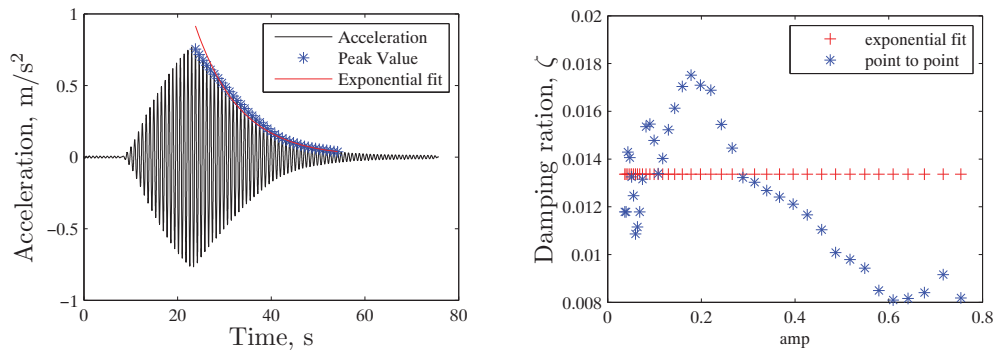 1
0.5
0
-0.5
-1
0
20
40
60
80
Acceleration, m/s²
Time, s
Acceleration
Peak Value
Exponential fit
0.02
0.018
0.016
0.014
0.012
0.01
0.008
0
0.2
0.4
0.6
0.8
Damping ration, ζ
amp
exponential fit
point to point